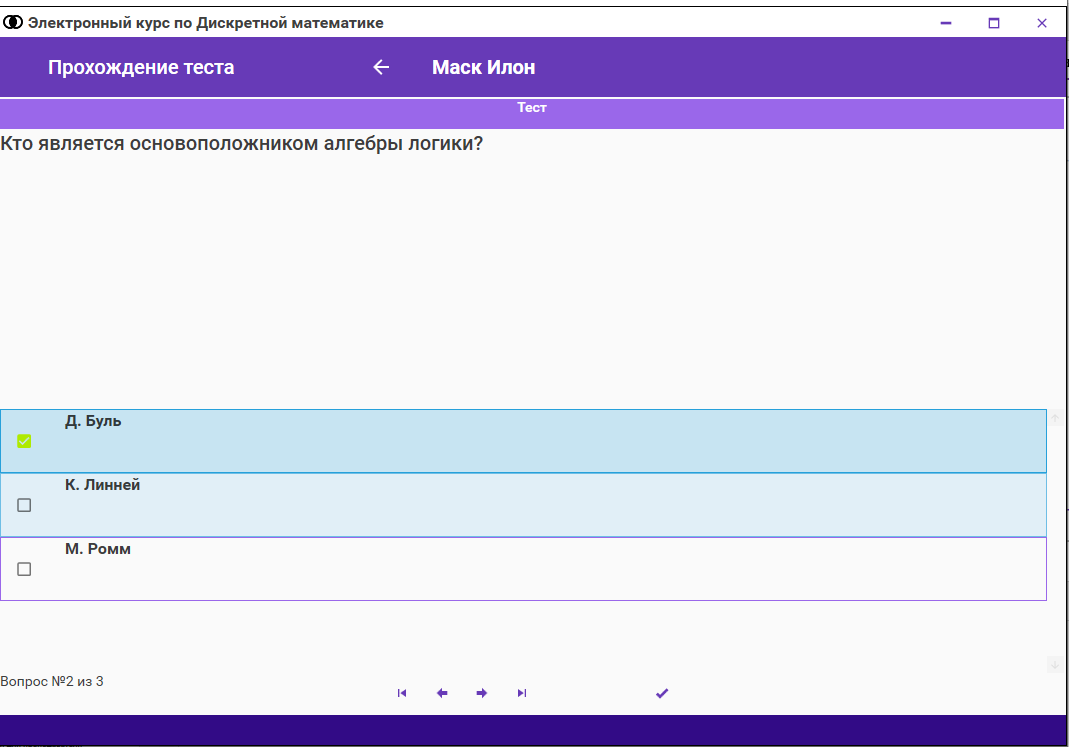 Электронный курс по Дискретной математике
Прохождение теста
Маск Илон
Тест
Кто является основоположником алгебры логики?
Д. Буль
К. Линней
М. Ромм
Вопрос №2 из 3